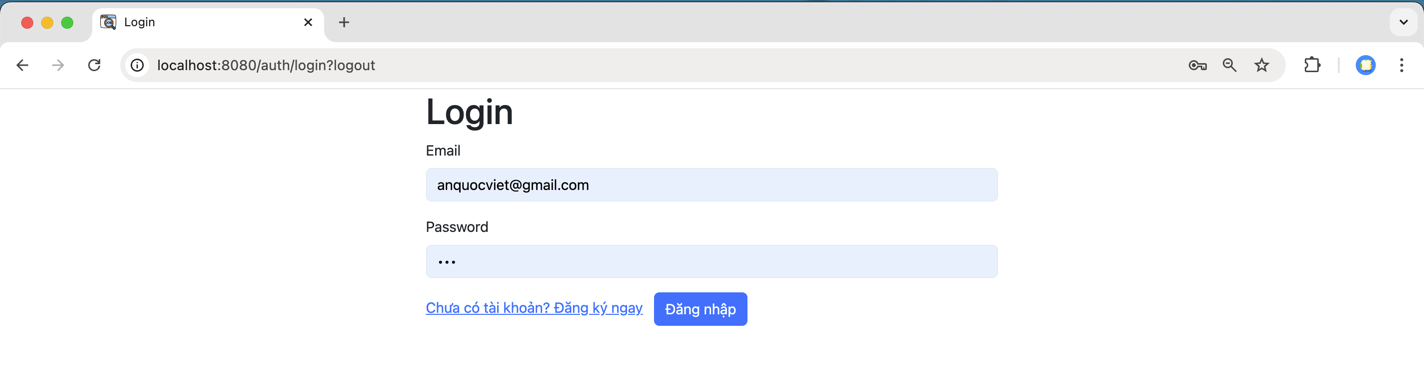 Login
localhost:8080/auth/login?logout
Login
Email
anquocviet@gmail.com
Password
•••
Chưa có tài khoản? Đăng ký ngay Đăng nhập